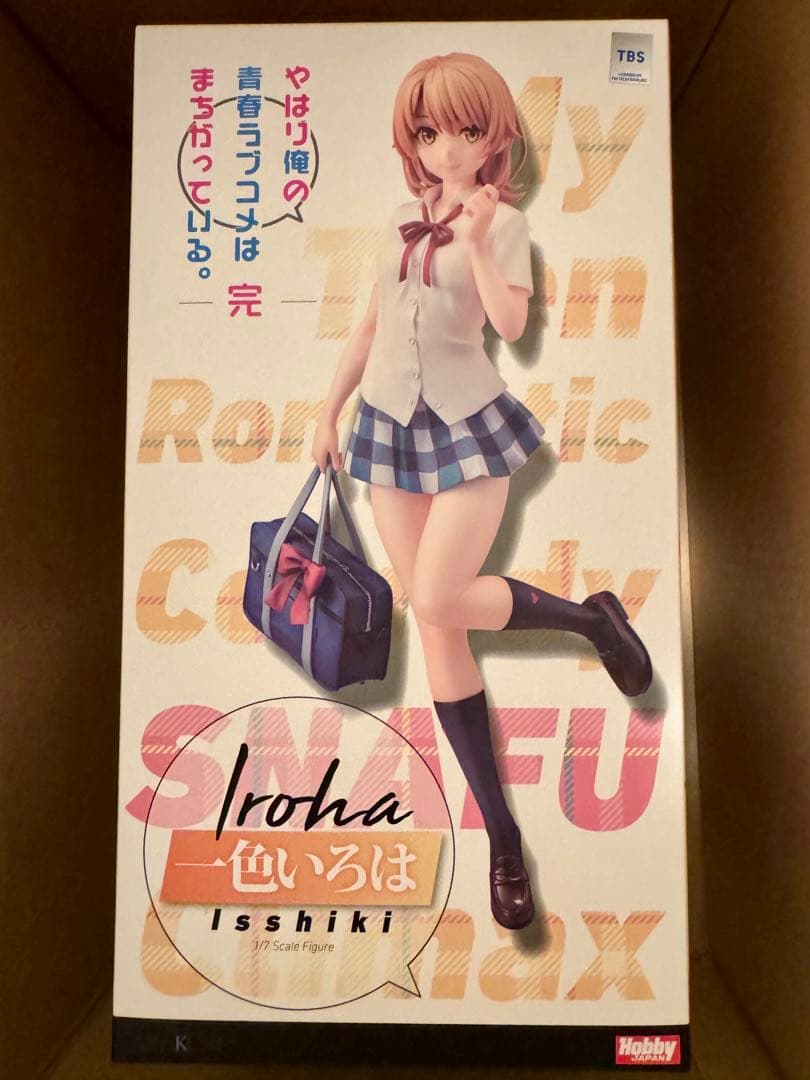 やはり俺の
青春ラブコメは
まちがっている。
完
TBS
My
Teen
Romantic
Comedy
SNAFU
Climax
Iroha
一色いろは
Isshiki
1/7 Scale Figure
K
Hobby
JAPAN